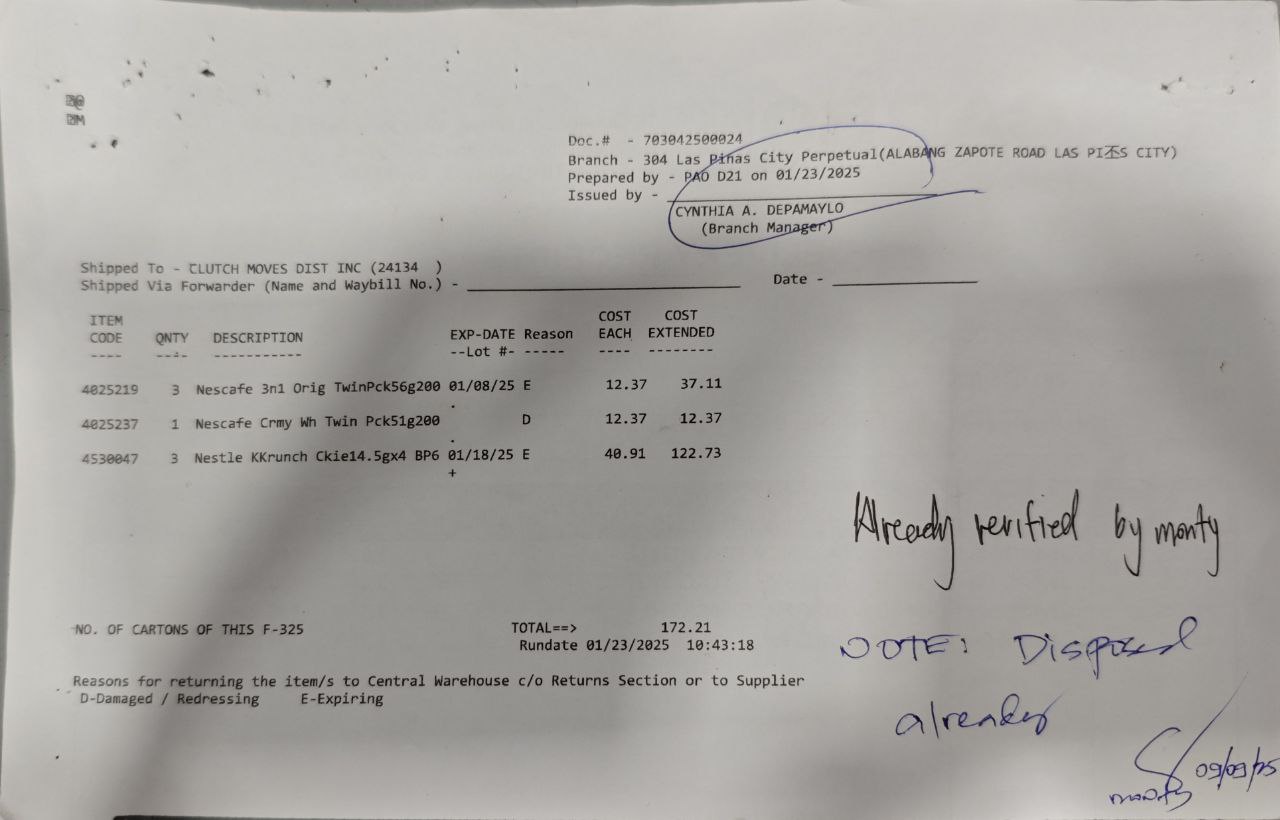 Doc.# - 703042500024
Branch - 304 Las Pinas City Perpetual(ALABANG ZAPOTE ROAD LAS PI丕S CITY)
Prepared by - PAO D21 on 01/23/2025
Issued by -
CYNTHIA A. DEPAMAYLO
(Branch Manager)
Shipped To - CLUTCH MOVES DIST INC (24134 )
Shipped Via Forwarder (Name and Waybill No.) - Date -
ITEM COST COST
CODE QNTY DESCRIPTION EXP-DATE Reason EACH EXTENDED
---- ---- ----------- --Lot #- ------ ---- --------
4025219 3 Nescafe 3n1 Orig TwinPck56g200 01/08/25 E 12.37 37.11
.
4025237 1 Nescafe Crmy Wh Twin Pck51g200 D 12.37 12.37
.
4530047 3 Nestle KKrunch Ckie14.5gx4 BP6 01/18/25 E 40.91 122.73
+
Already verified by monty
NO. OF CARTONS OF THIS F-325 TOTAL==> 172.21
Rundate 01/23/2025 10:43:18
NOTE: Disposed
already
Reasons for returning the item/s to Central Warehouse c/o Returns Section or to Supplier
D-Damaged / Redressing E-Expiring
monty 09/09/25